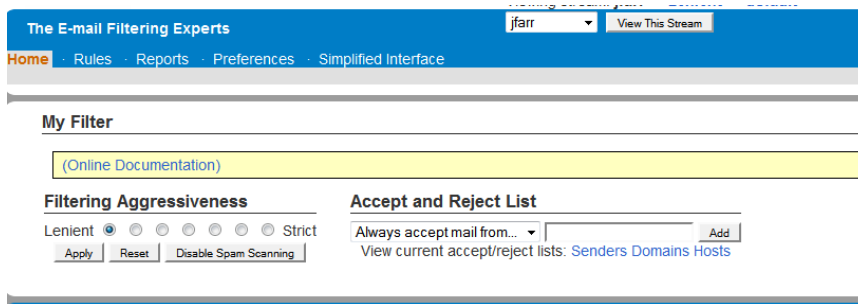 jfarr View This Stream
The E-mail Filtering Experts
Home · Rules · Reports · Preferences · Simplified Interface
My Filter
(Online Documentation)
Filtering Aggressiveness
Lenient Strict
Apply Reset Disable Spam Scanning
Accept and Reject List
Always accept mail from... Add
View current accept/reject lists: Senders Domains Hosts